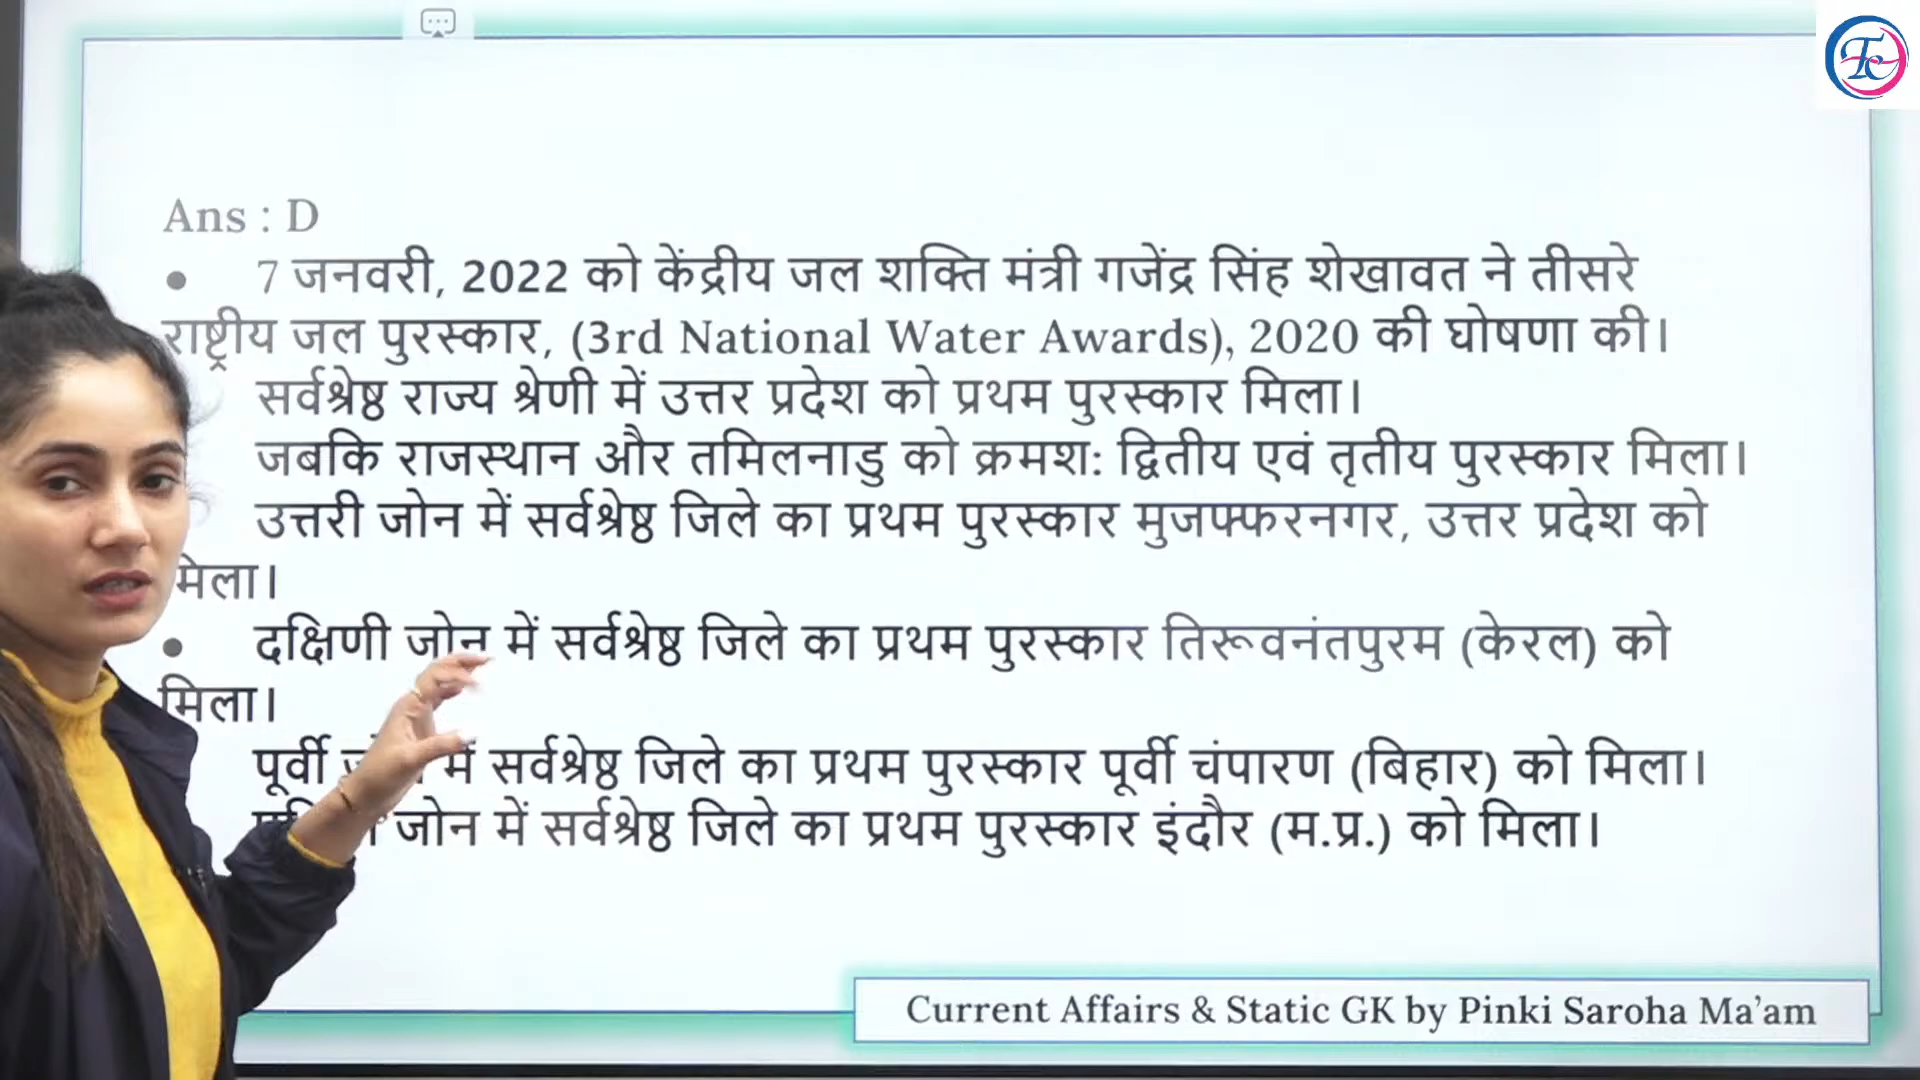 Ans : D
• 7 जनवरी, 2022 को केंद्रीय जल शक्ति मंत्री गजेंद्र सिंह शेखावत ने तीसरे
राष्ट्रीय जल पुरस्कार, (3rd National Water Awards), 2020 की घोषणा की।
सर्वश्रेष्ठ राज्य श्रेणी में उत्तर प्रदेश को प्रथम पुरस्कार मिला।
जबकि राजस्थान और तमिलनाडु को क्रमश: द्वितीय एवं तृतीय पुरस्कार मिला।
उत्तरी जोन में सर्वश्रेष्ठ जिले का प्रथम पुरस्कार मुजफ्फरनगर, उत्तर प्रदेश को
मिला।
• दक्षिणी जोन में सर्वश्रेष्ठ जिले का प्रथम पुरस्कार तिरूवनंतपुरम (केरल) को
मिला।
पूर्वी में सर्वश्रेष्ठ जिले का प्रथम पुरस्कार पूर्वी चंपारण (बिहार) को मिला।
जोन में सर्वश्रेष्ठ जिले का प्रथम पुरस्कार इंदौर (म.प्र.) को मिला।
Current Affairs & Static GK by Pinki Saroha Ma'am